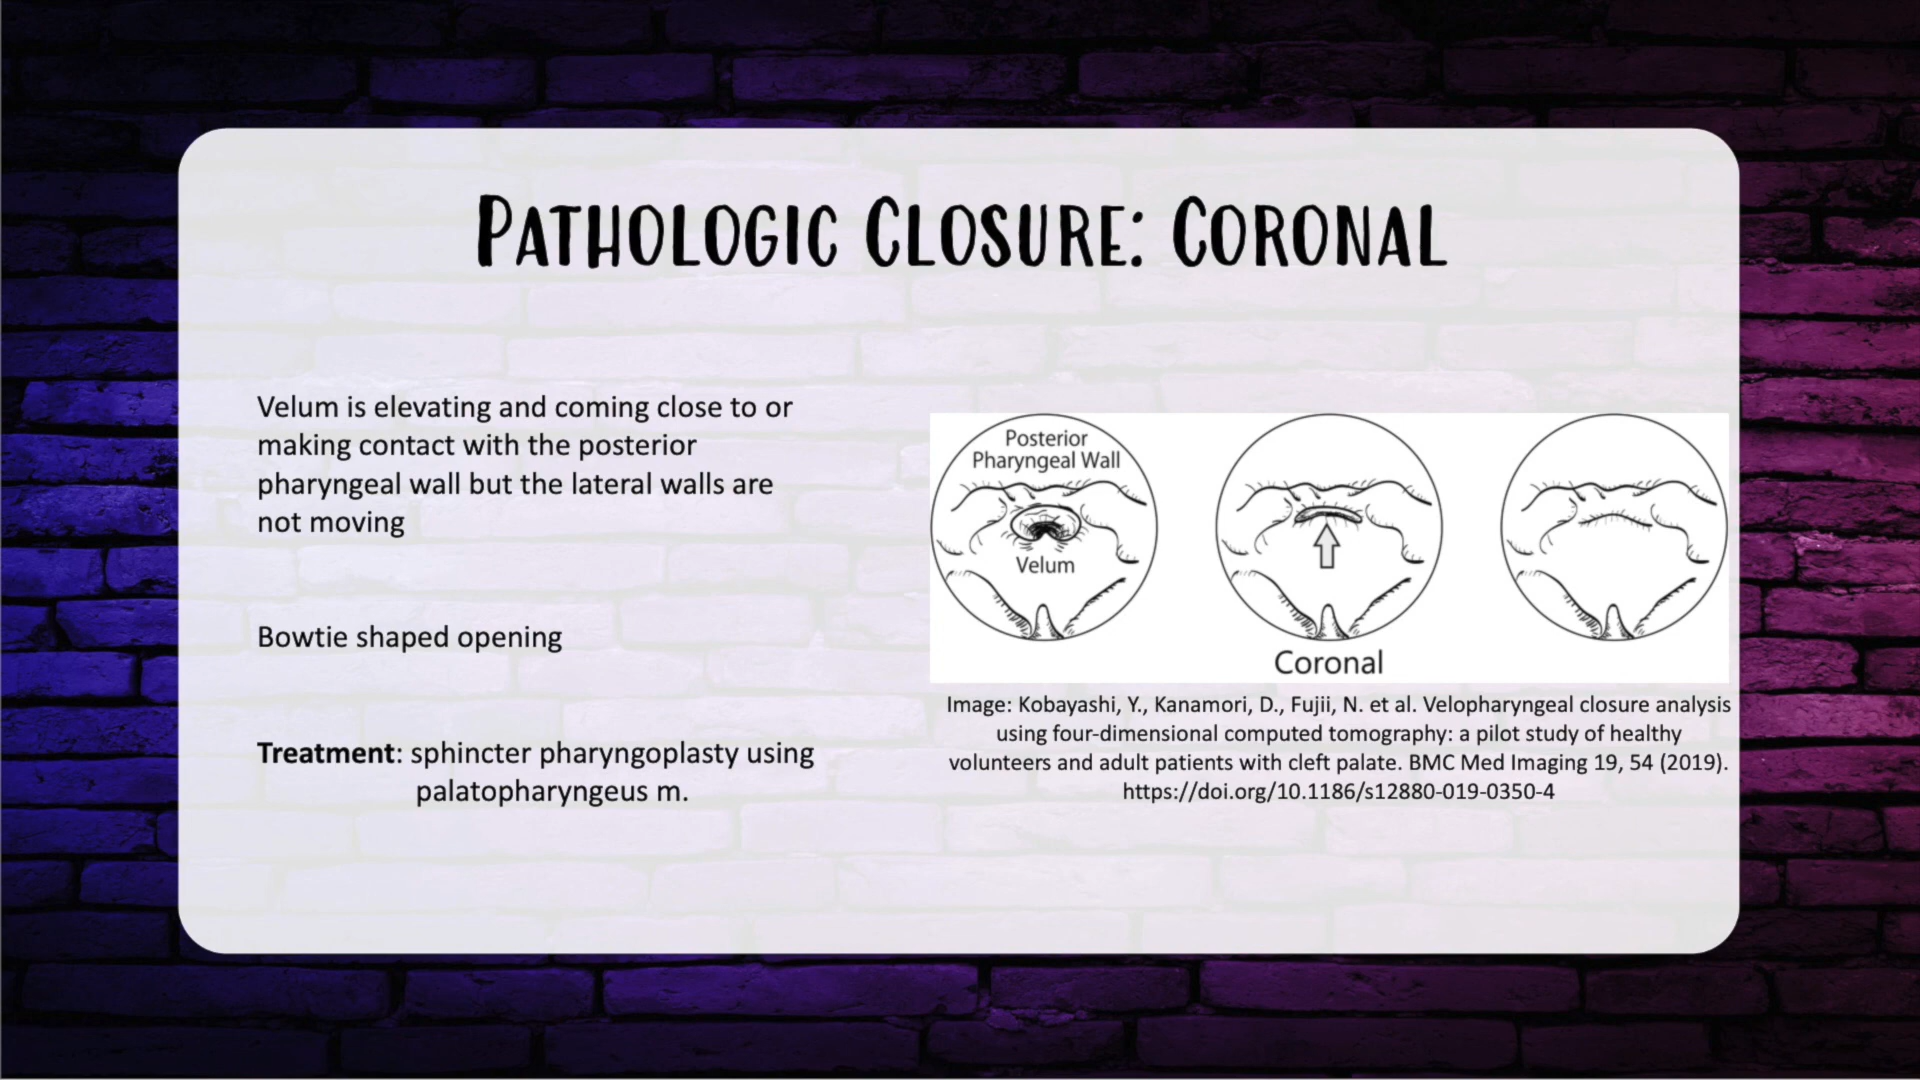 PATHOLOGIC CLOSURE: CORONAL
Velum is elevating and coming close to or
making contact with the posterior
pharyngeal wall but the lateral walls are
not moving
Bowtie shaped opening
Treatment: sphincter pharyngoplasty using
palatopharyngeus m.
Posterior
Pharyngeal Wall
Velum
Coronal
Image: Kobayashi, Y., Kanamori, D., Fujii, N. et al. Velopharyngeal closure analysis
using four-dimensional computed tomography: a pilot study of healthy
volunteers and adult patients with cleft palate. BMC Med Imaging 19, 54 (2019).
https://doi.org/10.1186/s12880-019-0350-4